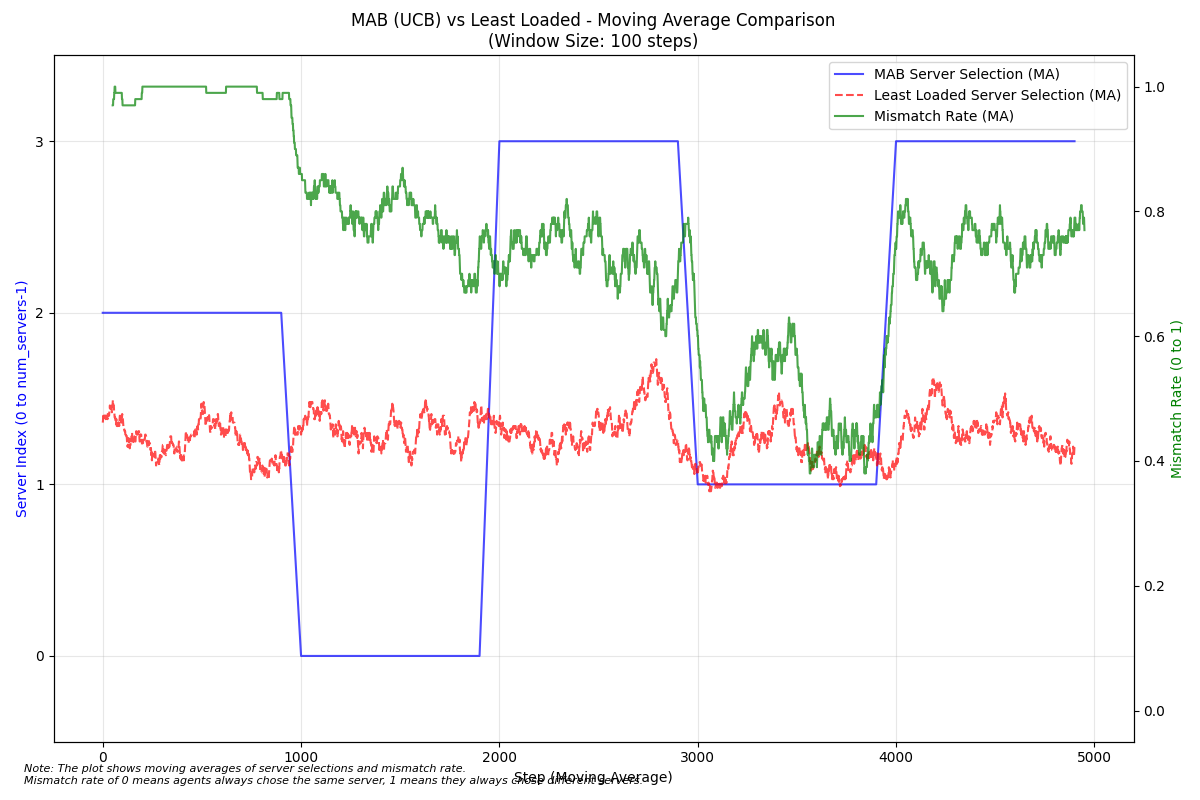 MAB (UCB) vs Least Loaded - Moving Average Comparison
(Window Size: 100 steps)
MAB Server Selection (MA)
Least Loaded Server Selection (MA)
Mismatch Rate (MA)
Server Index (0 to num_servers-1)
3
2
1
0
1.0
0.8
0.6
0.4
0.2
0.0
Mismatch Rate (0 to 1)
0 1000 2000 3000 4000 5000
Step (Moving Average)
Note: The plot shows moving averages of server selections and mismatch rate.
Mismatch rate of 0 means agents always chose the same server, 1 means they always chose different servers.